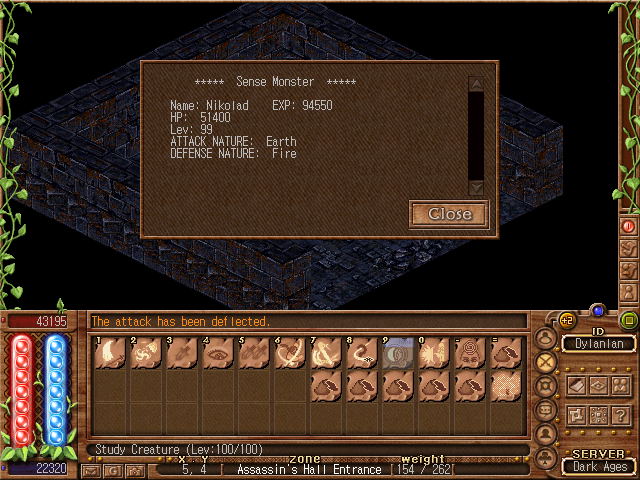 ***** Sense Monster *****
Name: Nikolad EXP: 94550
HP: 51400
Lev: 99
ATTACK NATURE: Earth
DEFENSE NATURE: Fire
Close
43195
The attack has been deflected.
+2
ID
Dylanlan
1 2 3 4 5 6 7 8 9 0 - =
Study Creature (Lev:100/100)
X Y ZONE weight
22320
G
5, 4 [ Assassin's Hall Entrance [154 / 262[
?
SERVER
Dark Ages